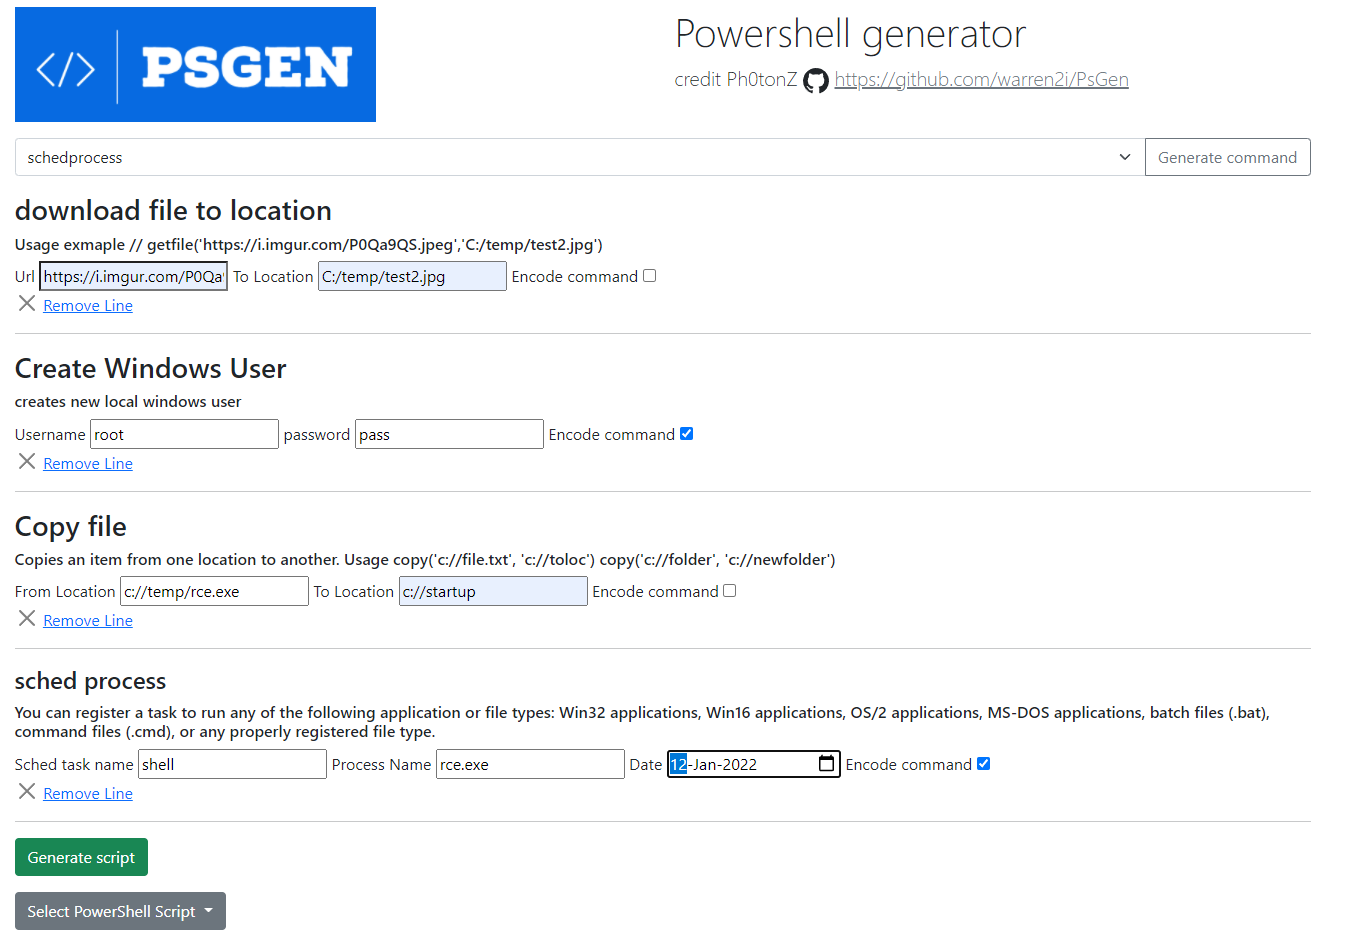 </> | PSGEN
Powershell generator
credit Ph0tonZ https://github.com/warren2i/PsGen
schedprocess
Generate command
download file to location
Usage exmaple // getfile('https://i.imgur.com/P0Qa9QS.jpeg','C:/temp/test2.jpg')
Url https://i.imgur.com/P0Qa To Location C:/temp/test2.jpg Encode command
Remove Line
Create Windows User
creates new local windows user
Username root password pass Encode command
Remove Line
Copy file
Copies an item from one location to another. Usage copy('c://file.txt', 'c://toloc') copy('c://folder', 'c://newfolder')
From Location c://temp/rce.exe To Location c://startup Encode command
Remove Line
sched process
You can register a task to run any of the following application or file types: Win32 applications, Win16 applications, OS/2 applications, MS-DOS applications, batch files (.bat),
command files (.cmd), or any properly registered file type.
Sched task name shell Process Name rce.exe Date 12-Jan-2022 Encode command
Remove Line
Generate script
Select PowerShell Script